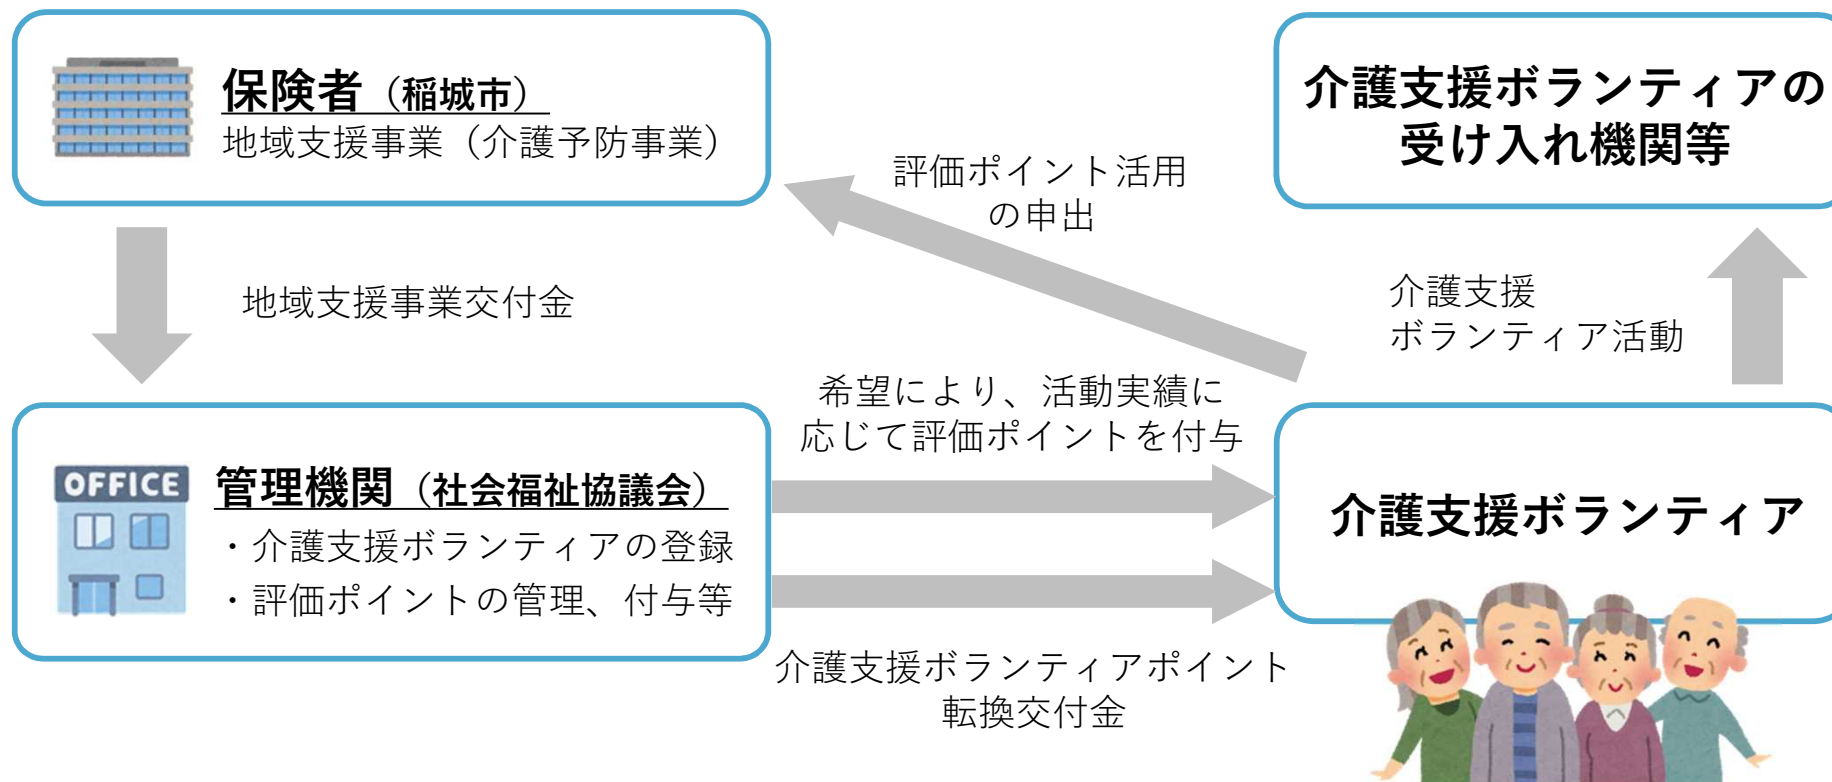 保険者（稲城市）
地域支援事業（介護予防事業）
介護支援ボランティアの
受け入れ機関等
評価ポイント活用
の申出
地域支援事業交付金
介護支援
ボランティア活動
希望により、活動実績に
応じて評価ポイントを付与
OFFICE
管理機関（社会福祉協議会）
・介護支援ボランティアの登録
・評価ポイントの管理、付与等
介護支援ボランティア
介護支援ボランティアポイント
転換交付金